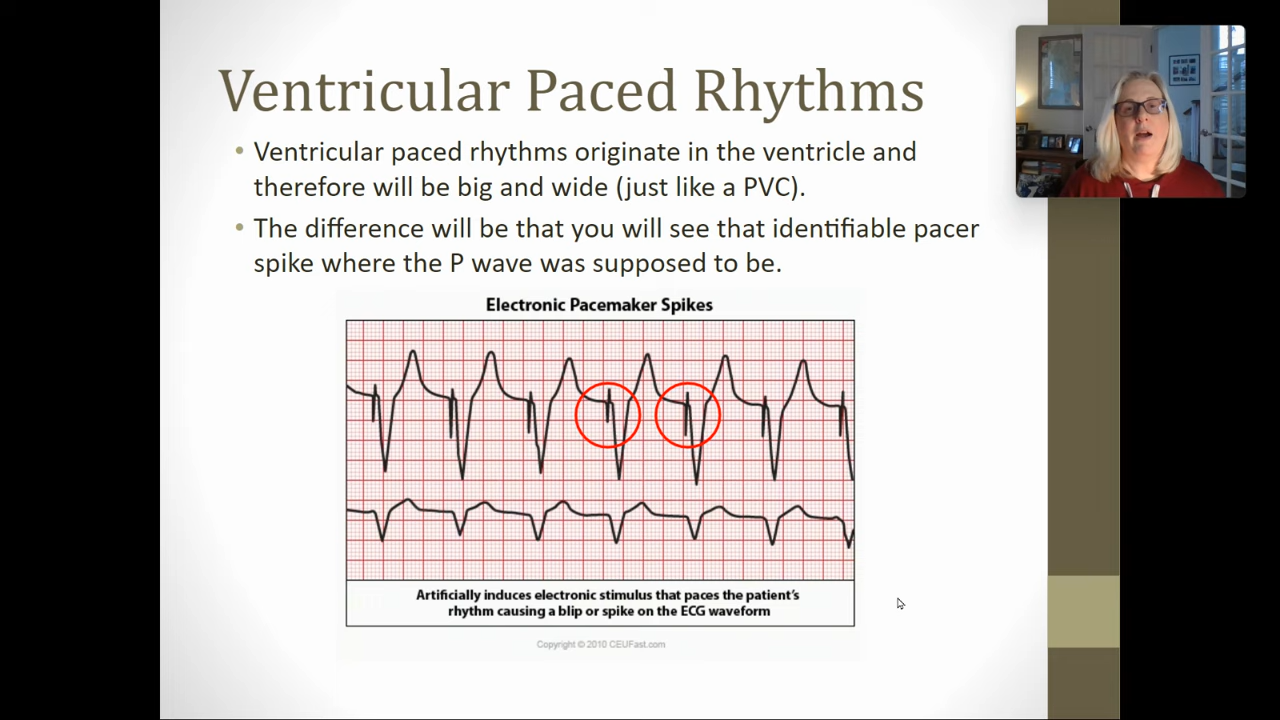 Ventricular Paced Rhythms
• Ventricular paced rhythms originate in the ventricle and
therefore will be big and wide (just like a PVC).
• The difference will be that you will see that identifiable pacer
spike where the P wave was supposed to be.
Electronic Pacemaker Spikes
Artificially induces electronic stimulus that paces the patient's
rhythm causing a blip or spike on the ECG waveform
Copyright © 2010 CEUFast.com